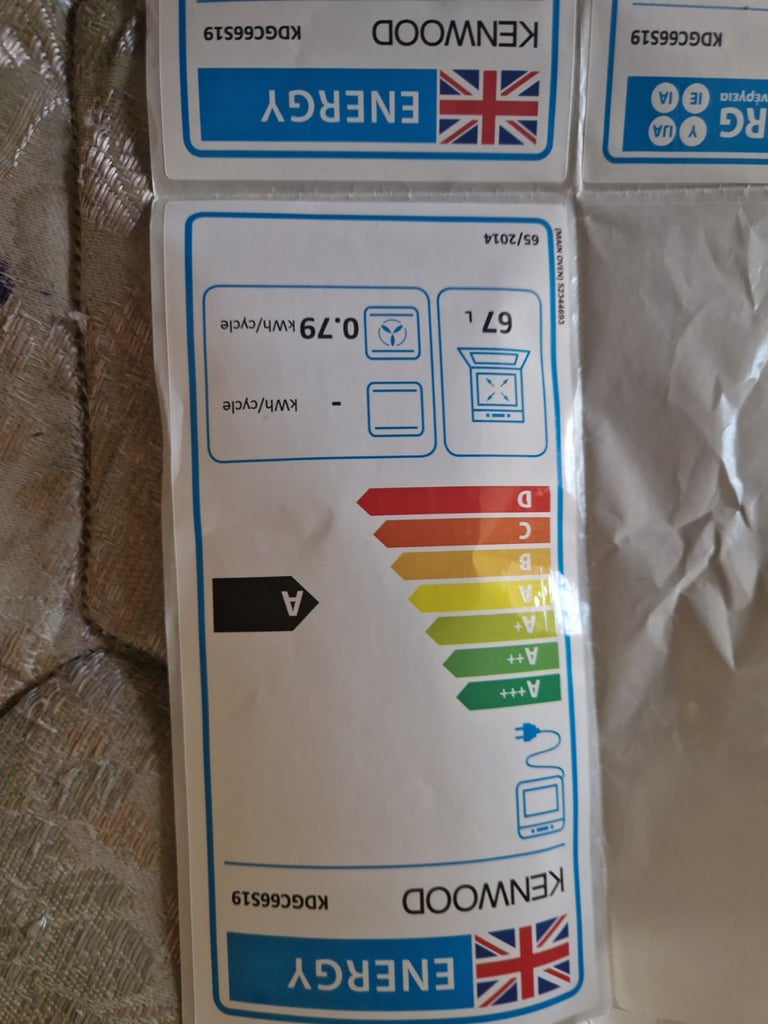 ENERGY
KENWOOD KDGC66S19
A+++
A++
A+
A
A
B
C
D
- kWh/cycle
67 L
0.79 kWh/cycle
65/2014
(MAIN OVEN) 52344693
Y IJA
IE IA
KDGC66S19
ENERGY
KENWOOD KDGC66S19